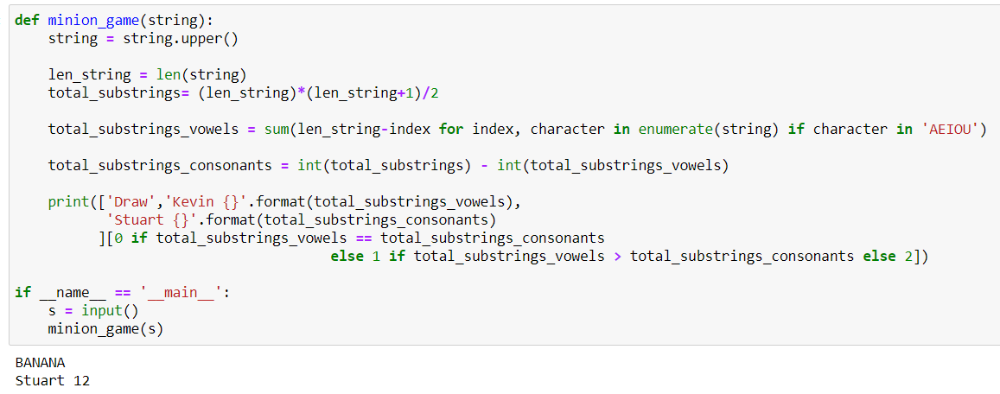 def minion_game(string):
    string = string.upper()

    len_string = len(string)
    total_substrings= (len_string)*(len_string+1)/2

    total_substrings_vowels = sum(len_string-index for index, character in enumerate(string) if character in 'AEIOU')

    total_substrings_consonants = int(total_substrings) - int(total_substrings_vowels)

    print(['Draw','Kevin {}'.format(total_substrings_vowels),
           'Stuart {}'.format(total_substrings_consonants)
          ][0 if total_substrings_vowels == total_substrings_consonants
                                     else 1 if total_substrings_vowels > total_substrings_consonants else 2])

if __name__ == '__main__':
    s = input()
    minion_game(s)
BANANA
Stuart 12